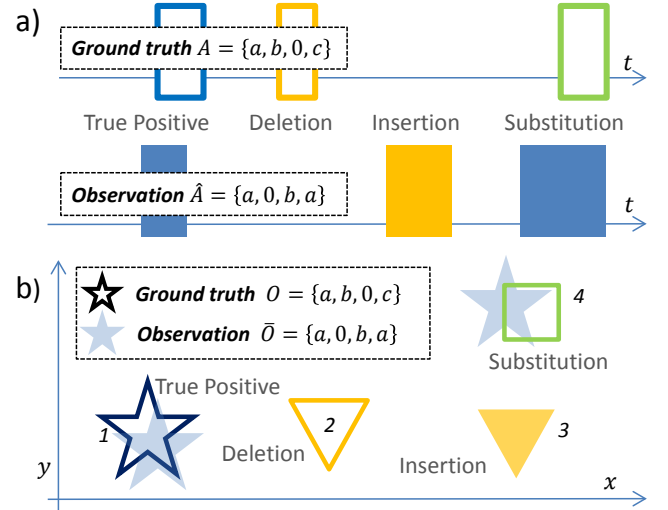 a)
Ground truth A = {a, b, 0, c}
t
True Positive Deletion Insertion Substitution
Observation Â = {a, 0, b, a}
t
b)
Ground truth O = {a, b, 0, c}
4
Observation Ō = {a, 0, b, a}
Substitution
True Positive
1
2
3
Deletion
Insertion
y
x